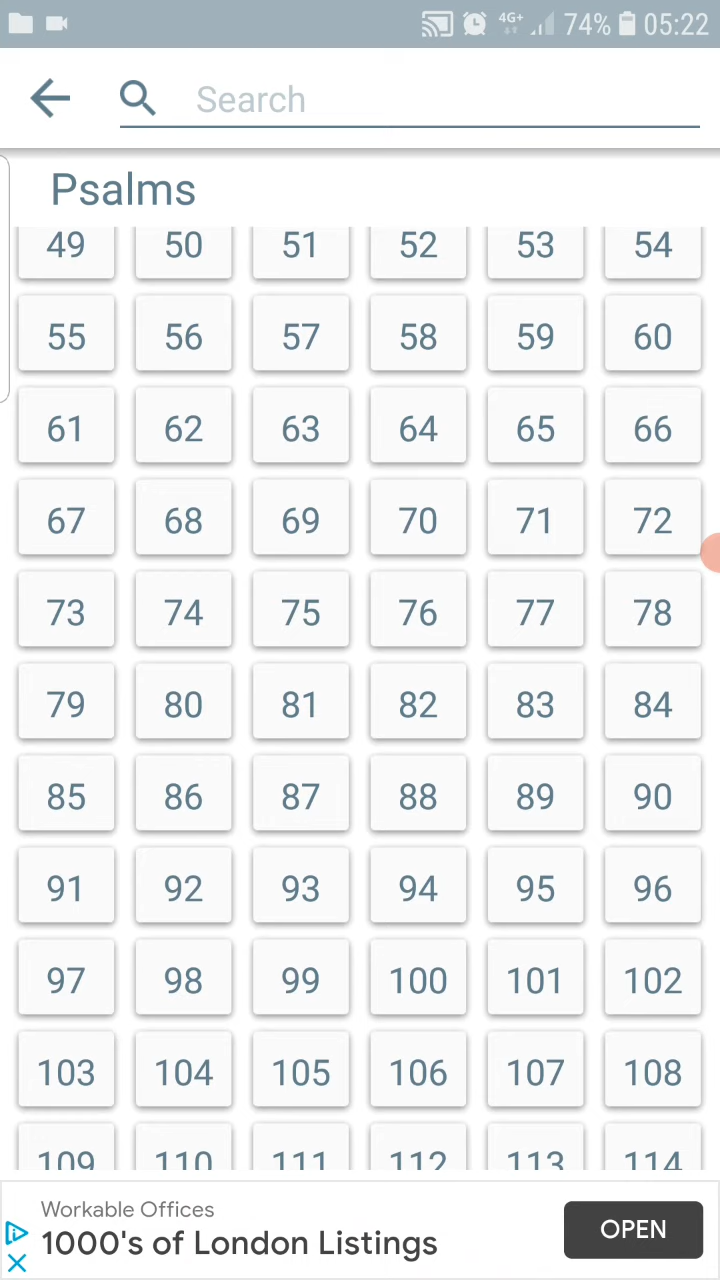 4G+ 74% 05:22
Search
Psalms
49 50 51 52 53 54
55 56 57 58 59 60
61 62 63 64 65 66
67 68 69 70 71 72
73 74 75 76 77 78
79 80 81 82 83 84
85 86 87 88 89 90
91 92 93 94 95 96
97 98 99 100 101 102
103 104 105 106 107 108
109 110 111 112 113 114
Workable Offices
1000's of London Listings
OPEN